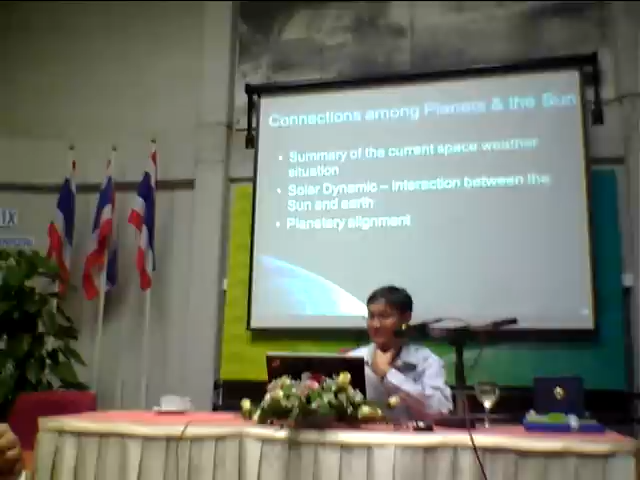 Connections among Planets & the Sun
• Summary of the current space weather
situation
• Solar Dynamic – interaction between the
Sun and earth
• Planetary alignment
IX